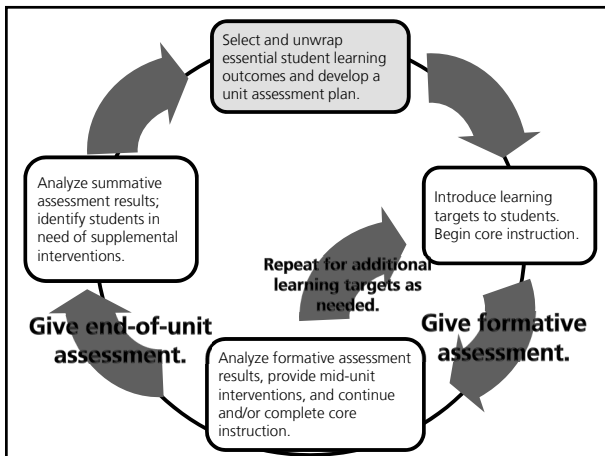 Select and unwrap
essential student learning
outcomes and develop a
unit assessment plan.
Introduce learning
targets to students.
Begin core instruction.
Give formative
assessment.
Analyze formative assessment
results, provide mid-unit
interventions, and continue
and/or complete core
instruction.
Repeat for additional
learning targets as
needed.
Give end-of-unit
assessment.
Analyze summative
assessment results;
identify students in
need of supplemental
interventions.